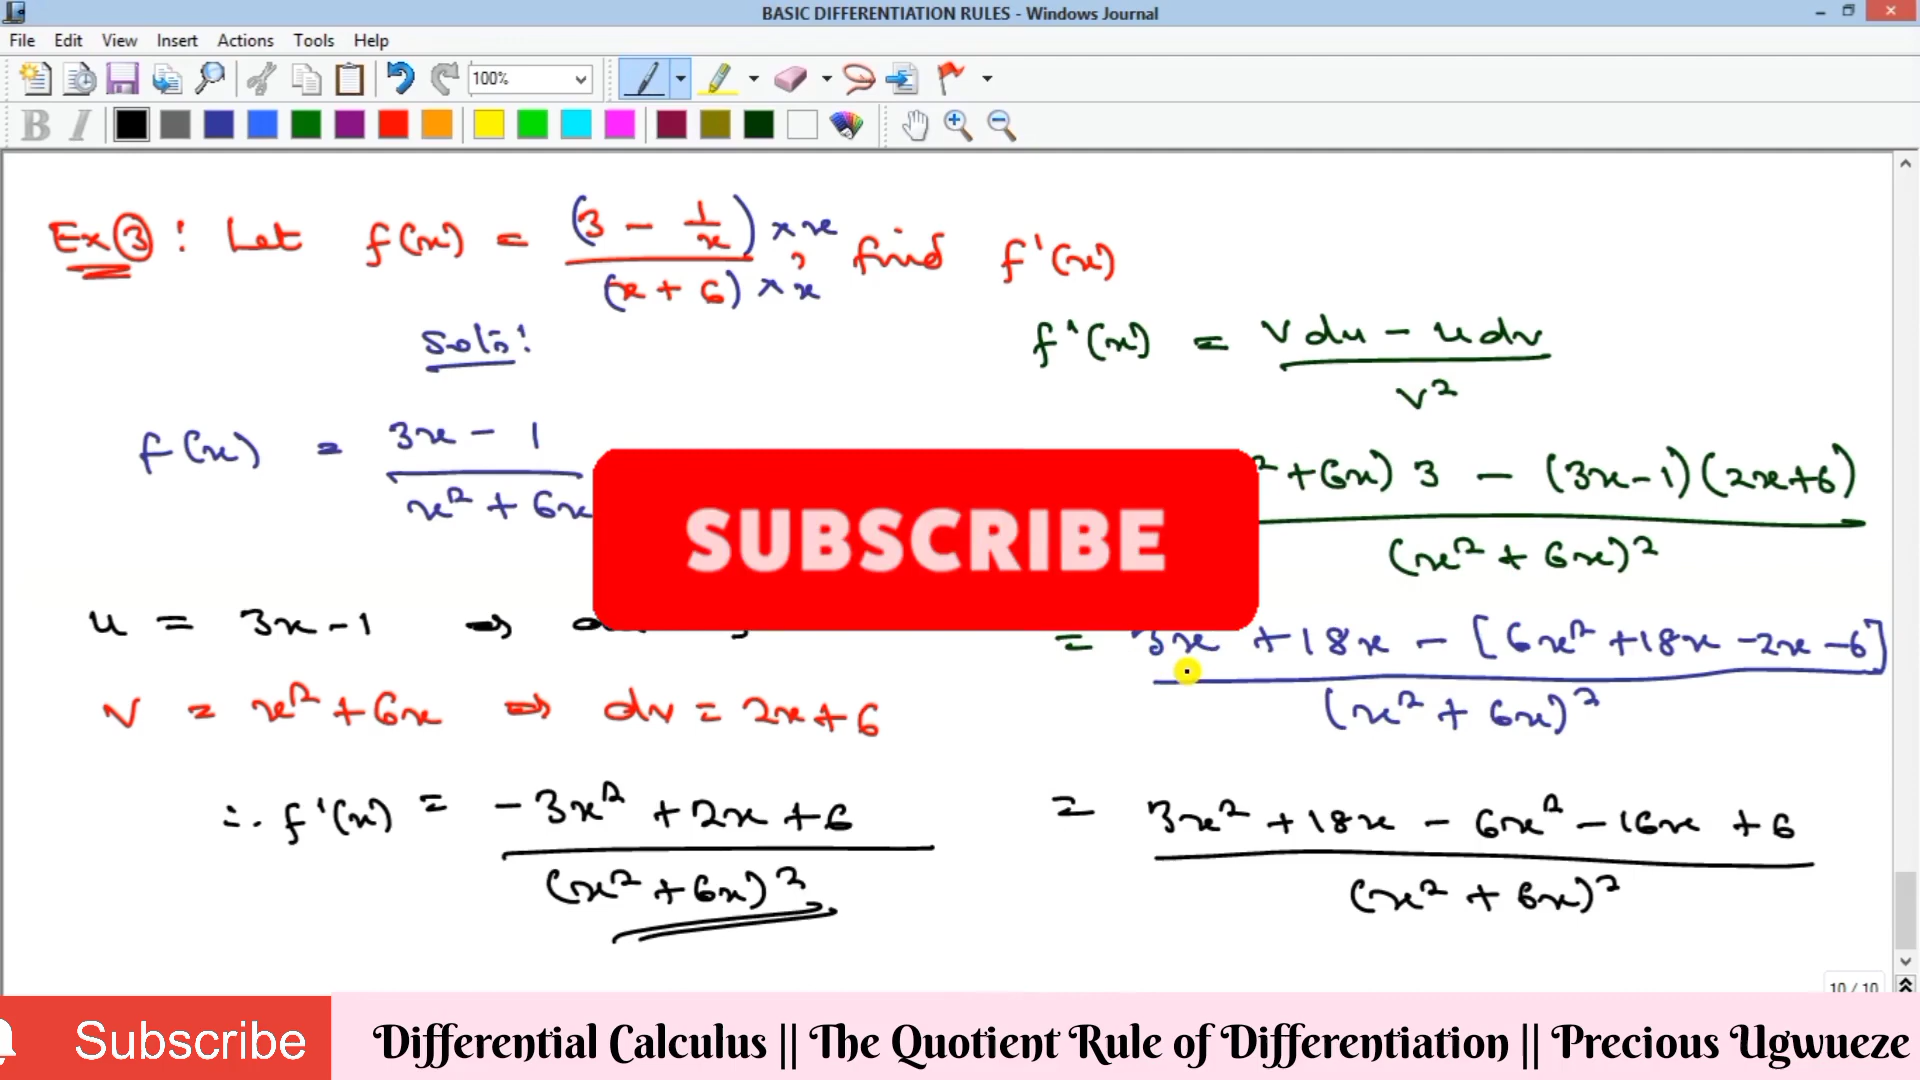 BASIC DIFFERENTIATION RULES - Windows Journal
File Edit View Insert Actions Tools Help
100%
B I
Ex ③ : Let f(x) = (3 - 1/x) × x / (x + 6) × x , find f'(x)
Soln:
f(x) = 3x - 1 / x² + 6x
u = 3x - 1 ⇒
v = x² + 6x ⇒ dv = 2x + 6
∴ f'(x) = -3x² + 2x + 6 / (x² + 6x)²
f'(x) = v du - u dv / v²
² + 6x) 3 - (3x-1)(2x+6) / (x² + 6x)²
= 3x + 18x - [6x² + 18x - 2x - 6] / (x² + 6x)²
= 3x² + 18x - 6x² - 16x + 6 / (x² + 6x)²
SUBSCRIBE
10 / 10
Subscribe
Differential Calculus || The Quotient Rule of Differentiation || Precious Ugwueze